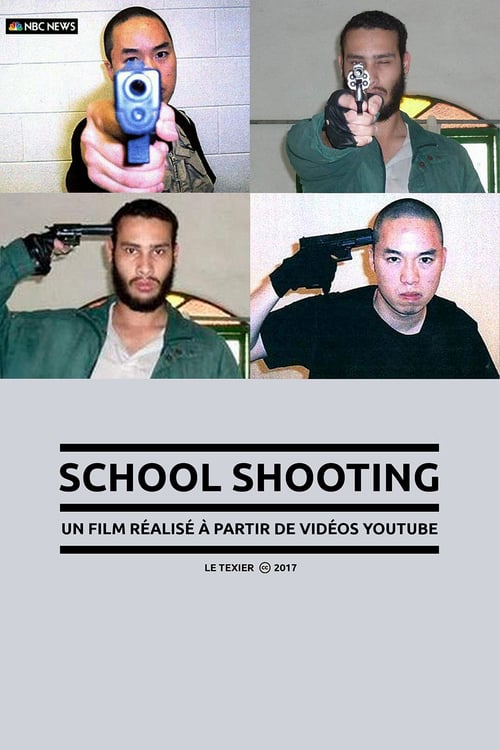 NBC NEWS
SCHOOL SHOOTING
UN FILM RÉALISÉ À PARTIR DE VIDÉOS YOUTUBE
LE TEXIER cc 2017